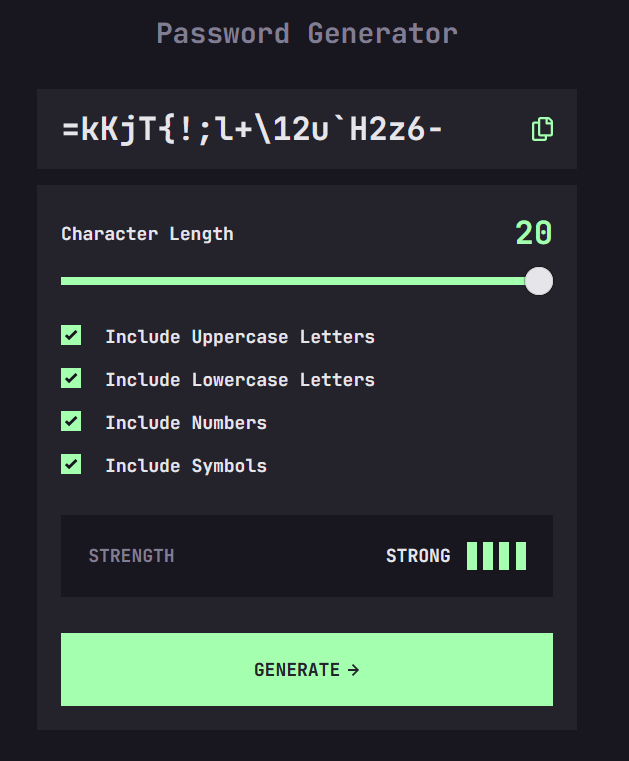 Password Generator
=kKjT{!;l+\12u`H2z6-
Character Length 20
Include Uppercase Letters
Include Lowercase Letters
Include Numbers
Include Symbols
STRENGTH STRONG
GENERATE →